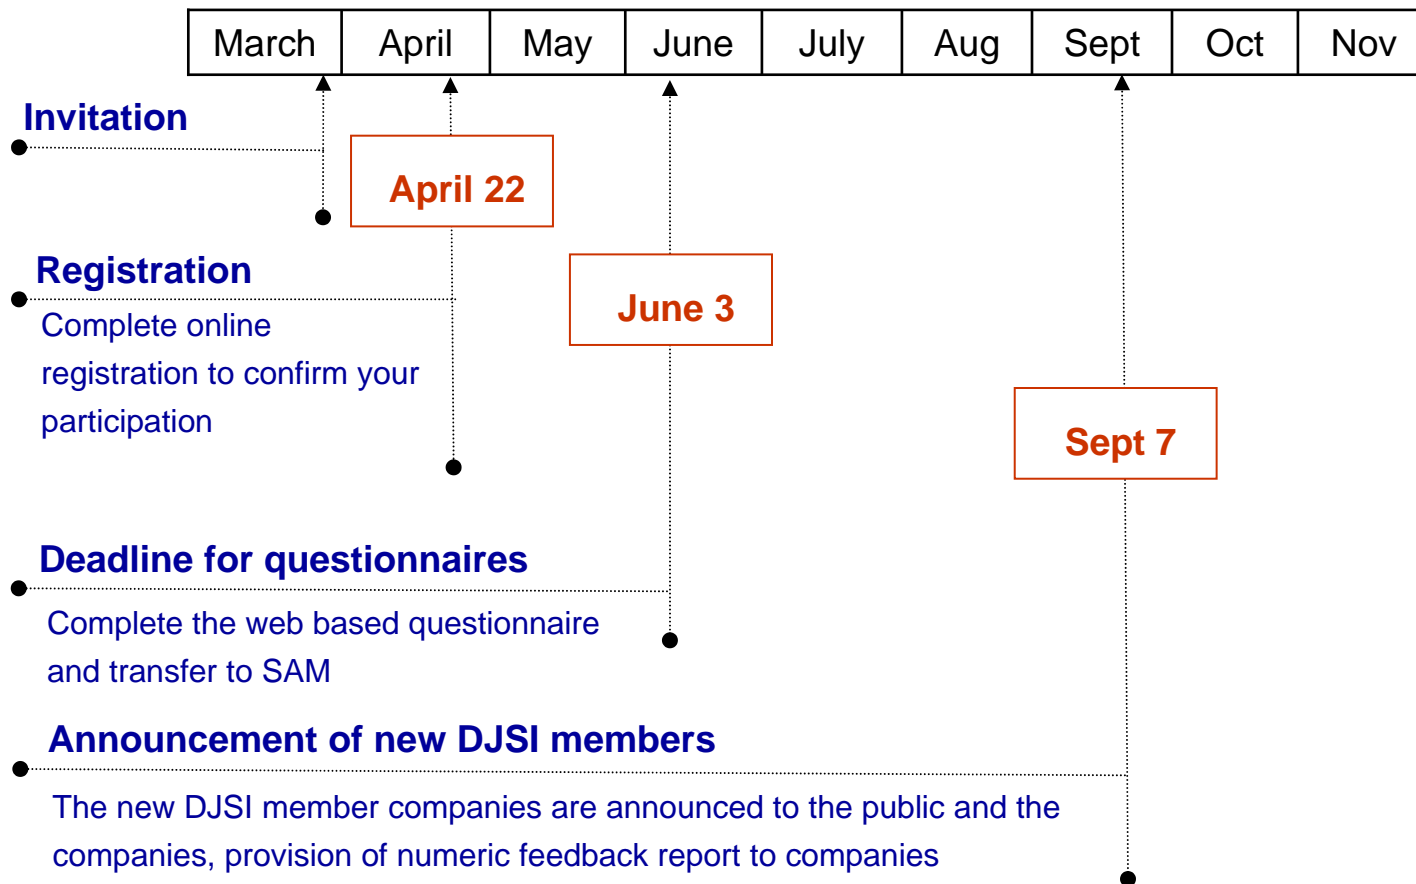 March April May June July Aug Sept Oct Nov
Invitation
April 22
Registration
Complete online
registration to confirm your
participation
June 3
Sept 7
Deadline for questionnaires
Complete the web based questionnaire
and transfer to SAM
Announcement of new DJSI members
The new DJSI member companies are announced to the public and the
companies, provision of numeric feedback report to companies